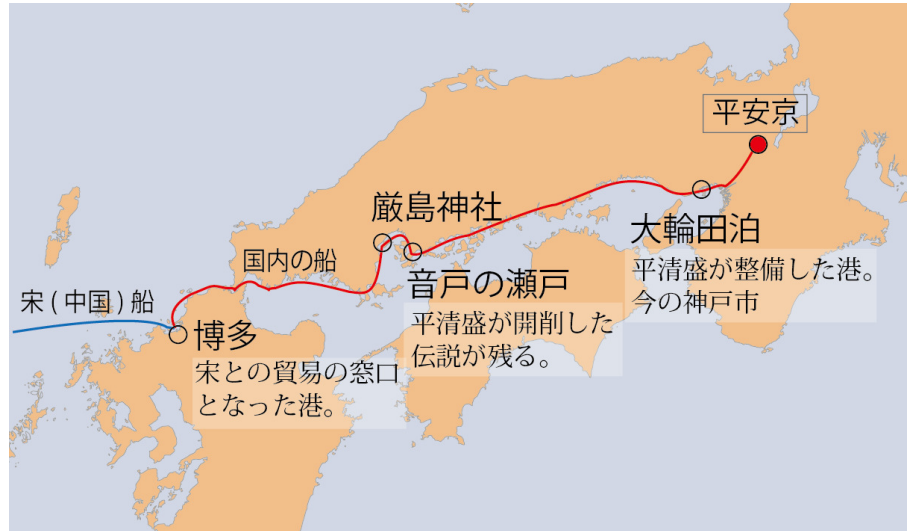 平安京
厳島神社
大輪田泊
平清盛が整備した港。
今の神戸市
国内の船
音戸の瀬戸
平清盛が開削した
伝説が残る。
宋(中国)船
博多
宋との貿易の窓口
となった港。